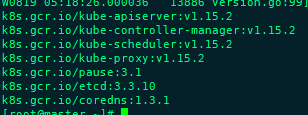 W0819 05:18:26.000036   13886 version.go:99]
k8s.gcr.io/kube-apiserver:v1.15.2
k8s.gcr.io/kube-controller-manager:v1.15.2
k8s.gcr.io/kube-scheduler:v1.15.2
k8s.gcr.io/kube-proxy:v1.15.2
k8s.gcr.io/pause:3.1
k8s.gcr.io/etcd:3.3.10
k8s.gcr.io/coredns:1.3.1
[root@master ~]#